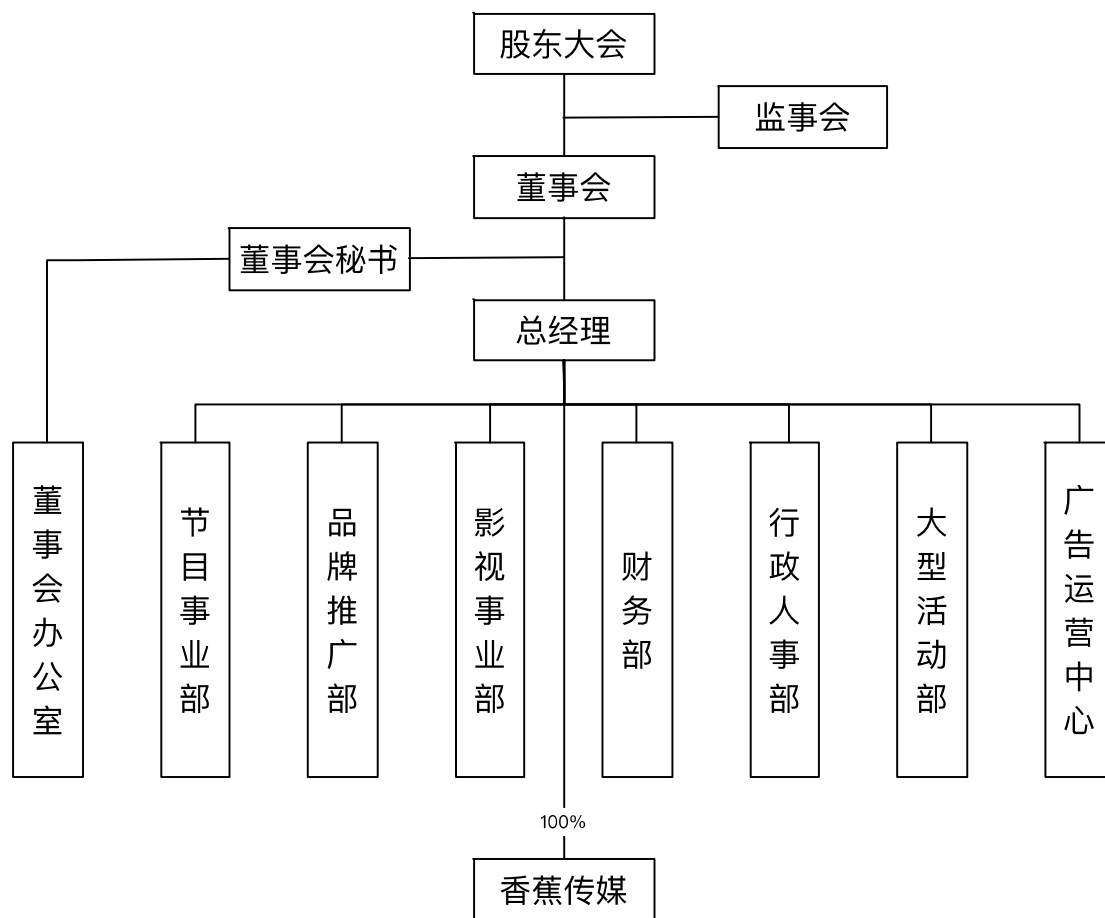 股东大会
监事会
董事会
董事会秘书
总经理
董事会办公室
节目事业部
品牌推广部
影视事业部
财务部
行政人事部
大型活动部
广告运营中心
100%
香蕉传媒